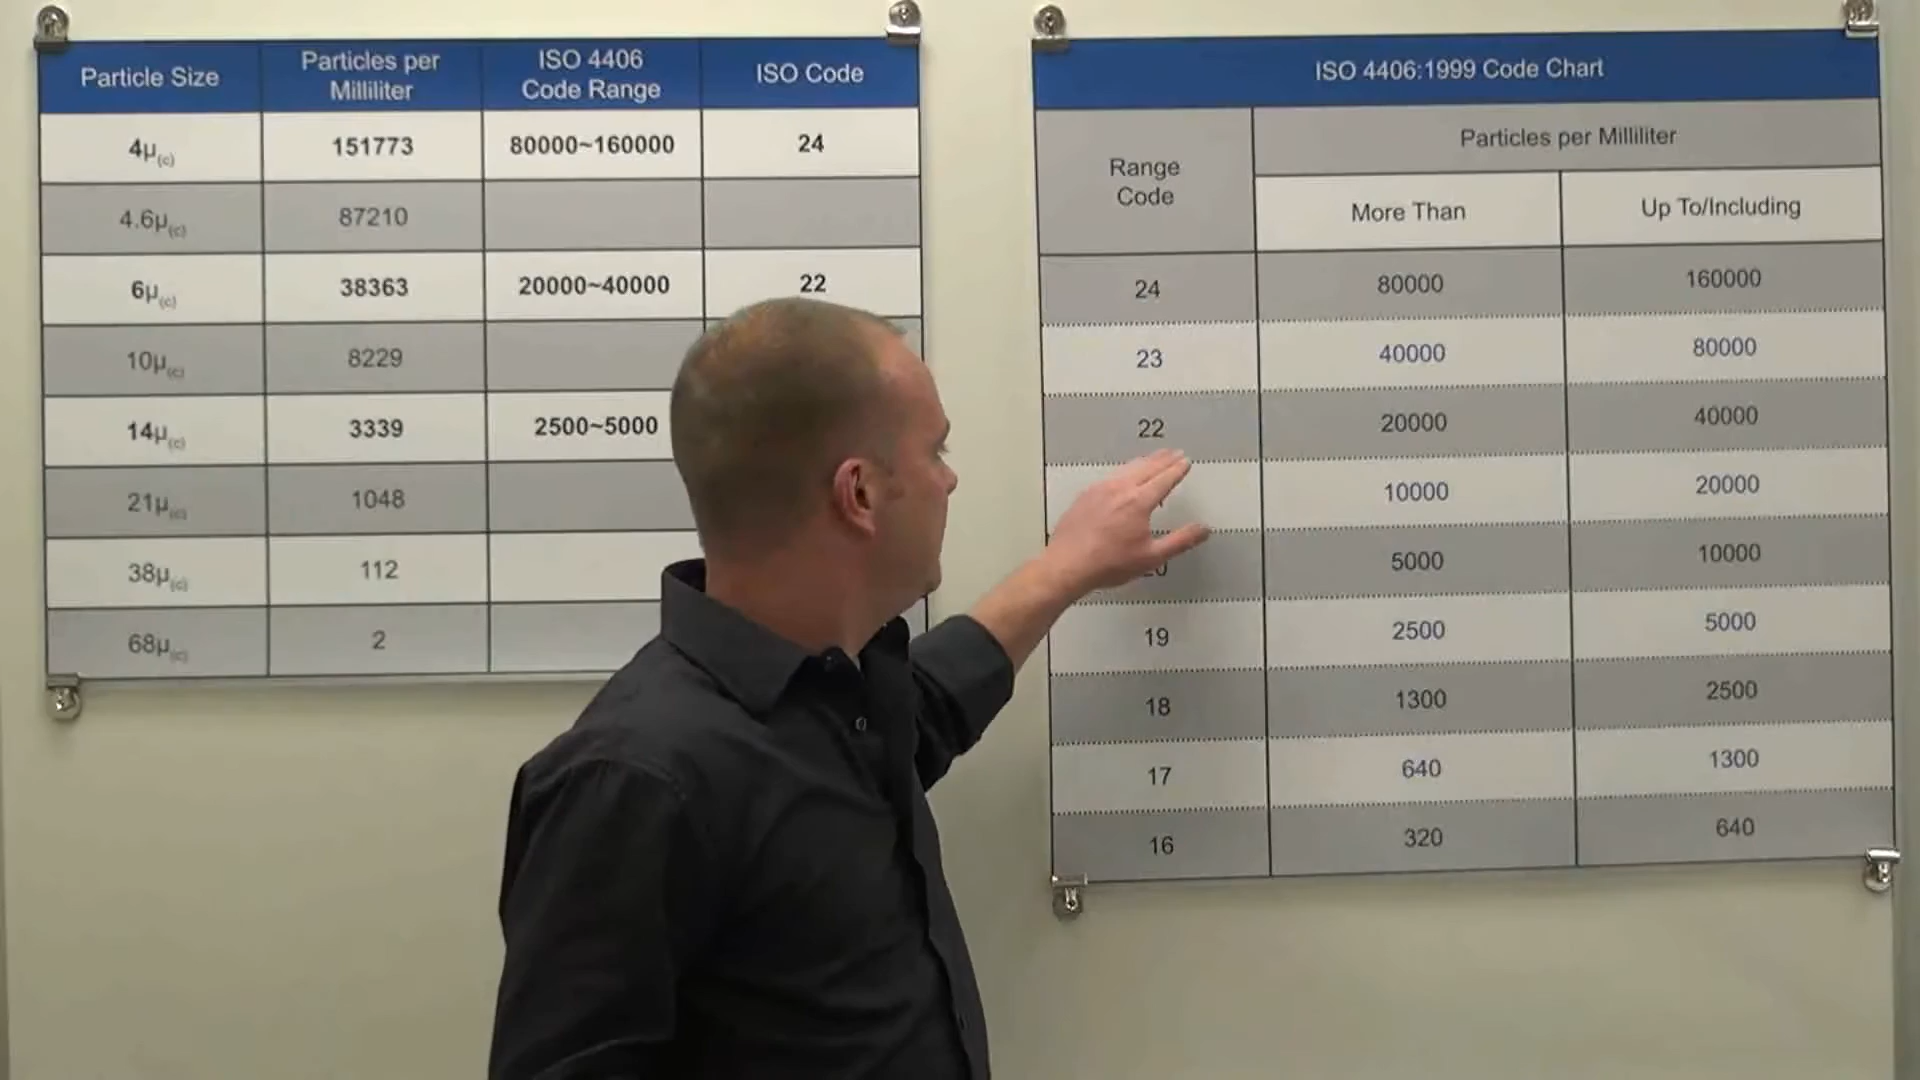 Particle Size
Particles per
Milliliter
ISO 4406
Code Range
ISO Code
4µ(c) 151773 80000~160000 24
4.6µ(c) 87210
6µ(c) 38363 20000~40000 22
10µ(c) 8229
14µ(c) 3339 2500~5000
21µ(c) 1048
38µ(c) 112
68µ(c) 2
ISO 4406:1999 Code Chart
Range
Code
Particles per Milliliter
More Than
Up To/Including
24 80000 160000
23 40000 80000
22 20000 40000
10000 20000
20 5000 10000
19 2500 5000
18 1300 2500
17 640 1300
16 320 640